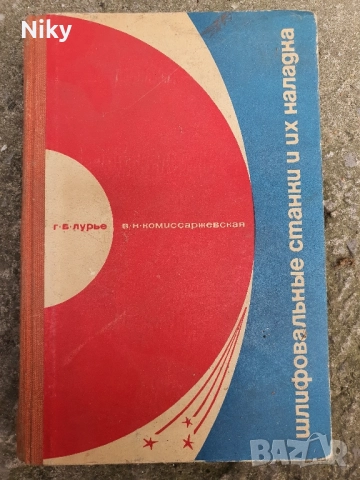 Niky
г·б·лурье в·н·комиссаржевская
шлифовальные станки и их наладка
BAZAR